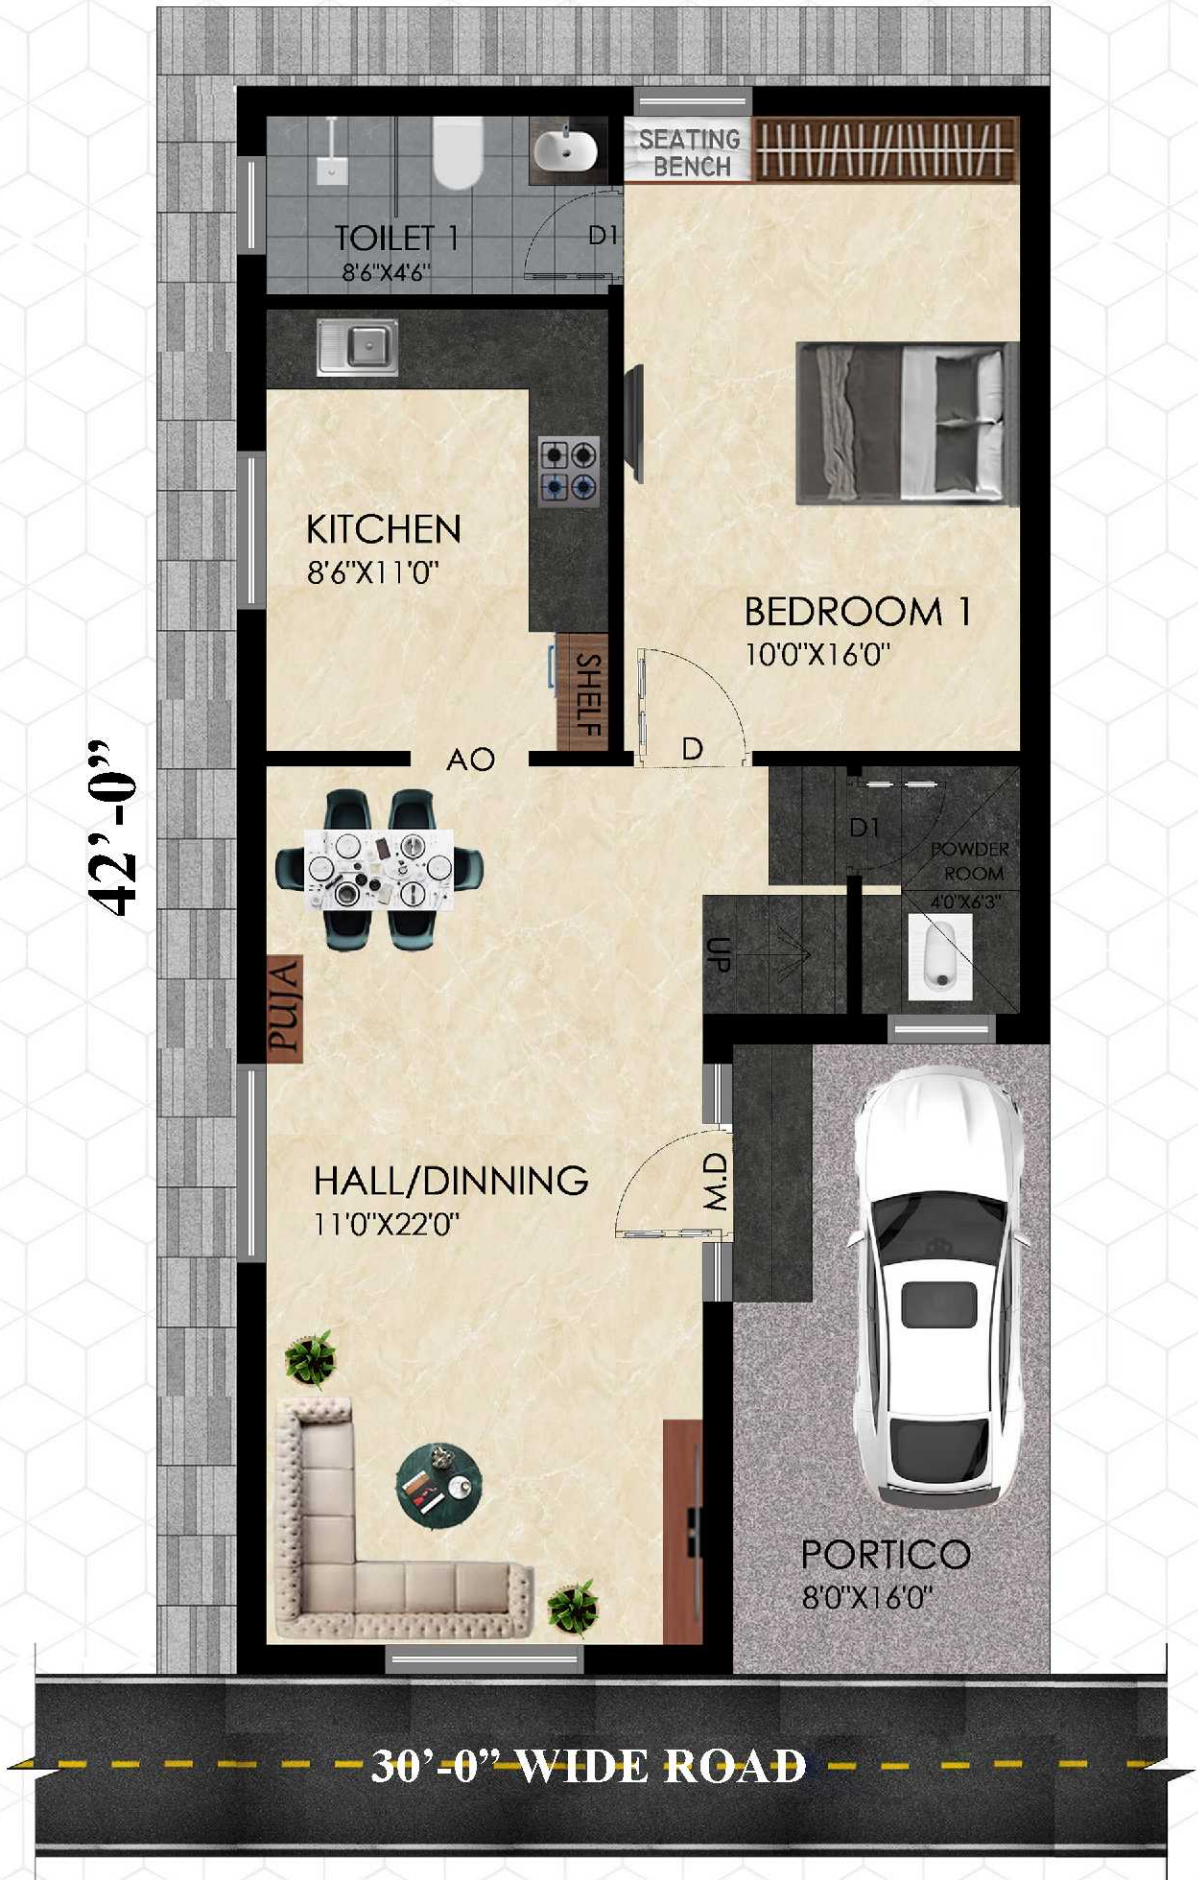 SEATING
BENCH
TOILET 1
8'6"X4'6"
D1
KITCHEN
8'6"X11'0"
SHELF
BEDROOM 1
10'0"X16'0"
AO
D
42’-0”
D1
POWDER
ROOM
4'0"X6'3"
UP
PUJA
HALL/DINNING
11'0"X22'0"
M.D
PORTICO
8'0"X16'0"
30’-0” WIDE ROAD